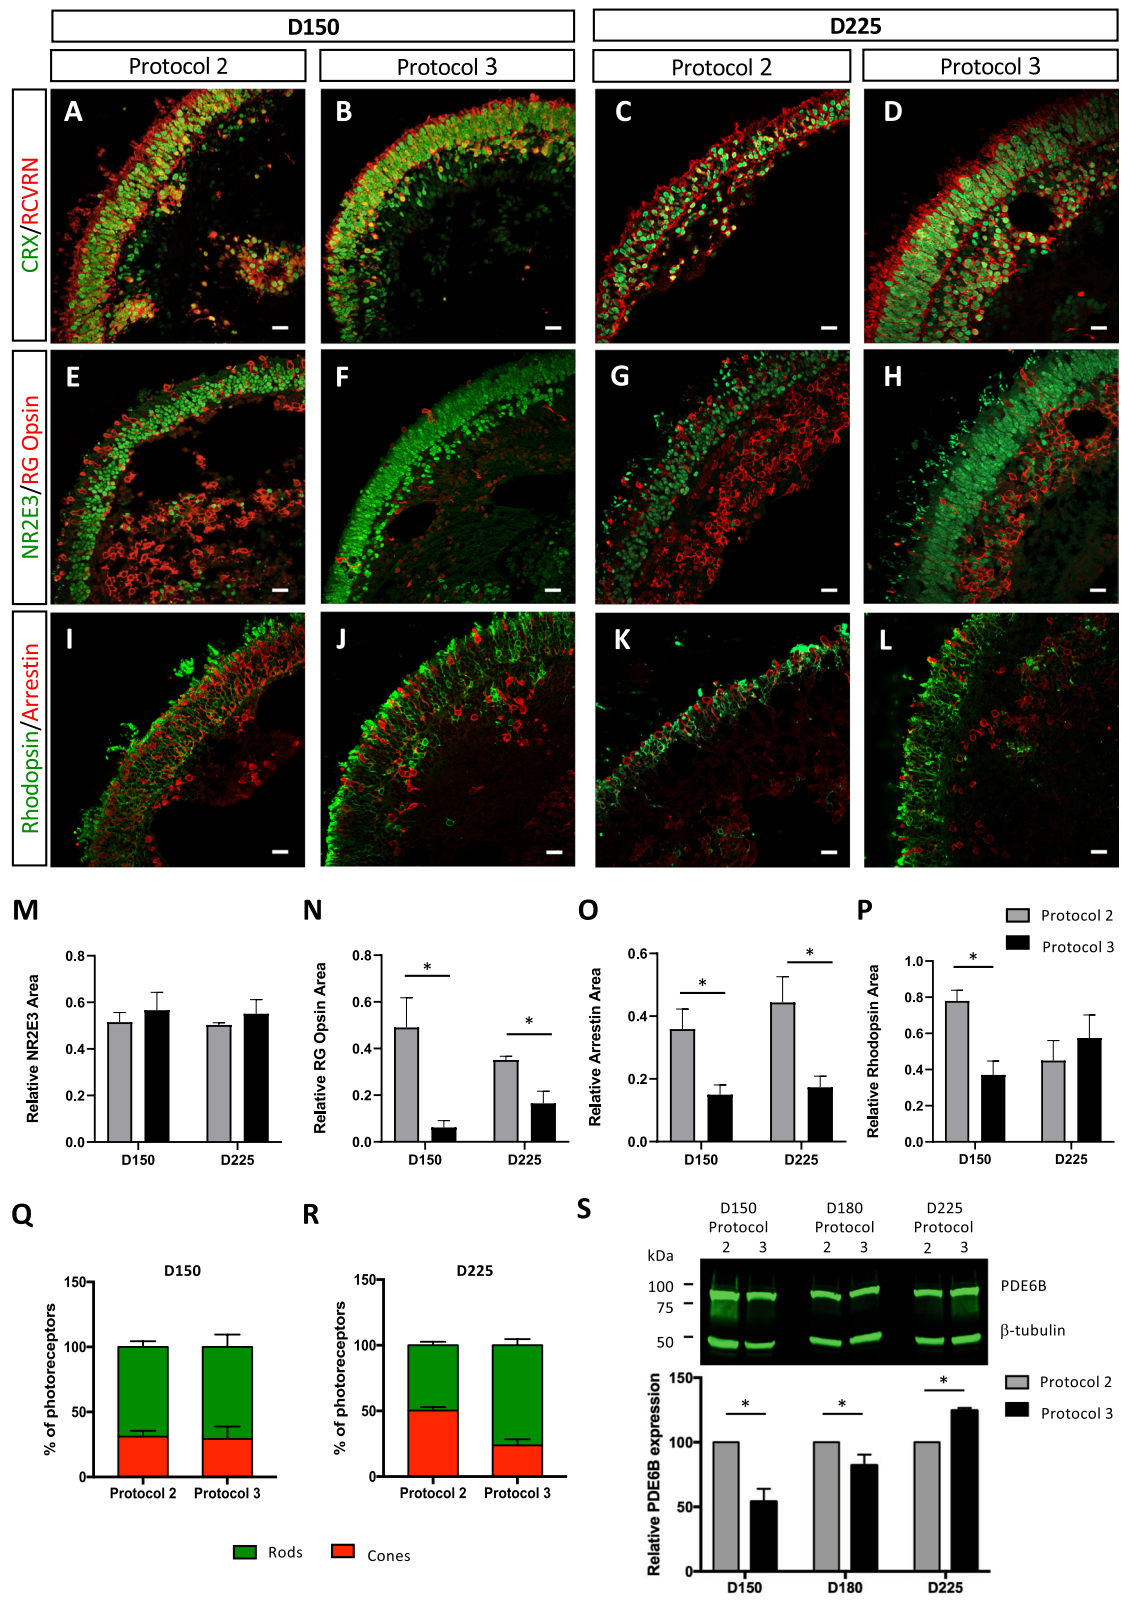 D150 D225
Protocol 2 Protocol 3 Protocol 2 Protocol 3
CRX/RCVRN
A B C D
NR2E3/RG Opsin
E F G H
Rhodopsin/Arrestin
I J K L
M N O P
Protocol 2
Protocol 3
Relative NR2E3 Area
0.8
0.6
0.4
0.2
0.0
D150 D225
Relative RG Opsin Area
0.8
0.6
0.4
0.2
0.0
*
*
D150 D225
Relative Arrestin Area
0.6
0.4
0.2
0.0
*
*
D150 D225
Relative Rhodopsin Area
1.0
0.8
0.6
0.4
0.2
0.0
*
D150 D225
Q R S
D150
% of photoreceptors
150
100
50
0
Protocol 2 Protocol 3
D225
% of photoreceptors
150
100
50
0
Protocol 2 Protocol 3
Rods Cones
D150 D180 D225
Protocol Protocol Protocol
2 3 2 3 2 3
kDa
100
75
50
PDE6B
β-tubulin
Protocol 2
Protocol 3
Relative PDE6B expression
150
100
50
0
*
*
*
D150 D180 D225